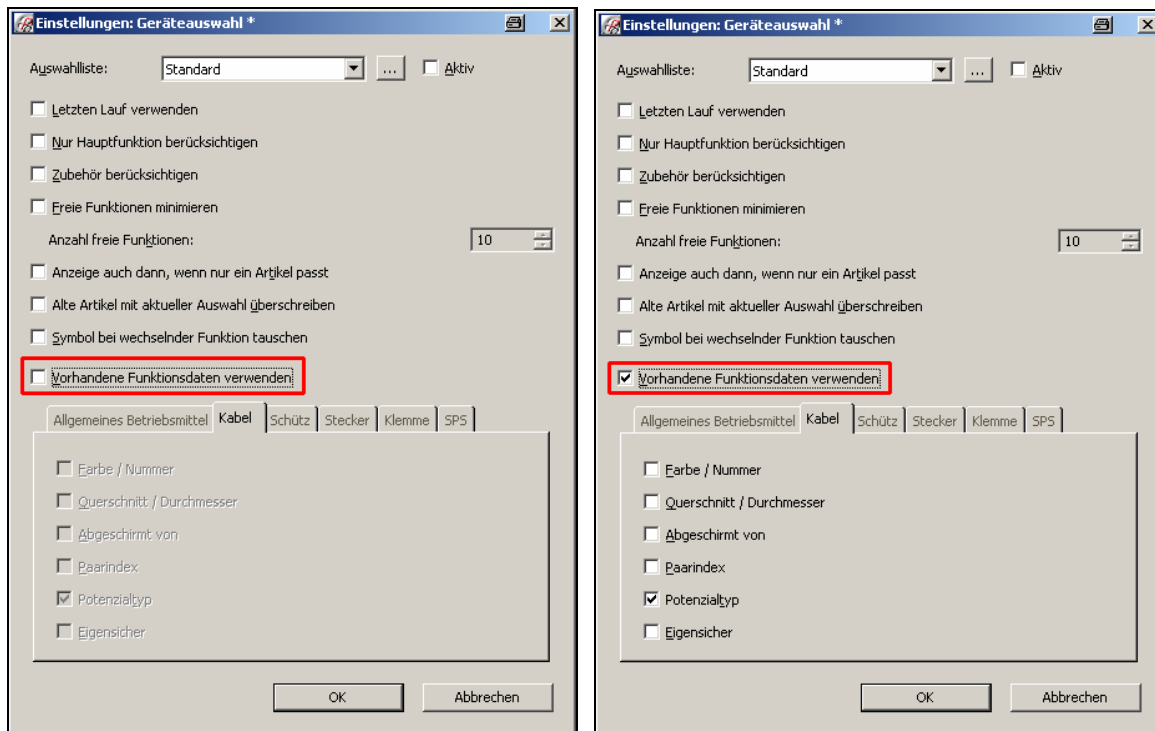 Einstellungen: Geräteauswahl *
Auswahlliste: Standard ... Aktiv
Letzten Lauf verwenden
Nur Hauptfunktion berücksichtigen
Zubehör berücksichtigen
Freie Funktionen minimieren
Anzahl freie Funktionen: 10
Anzeige auch dann, wenn nur ein Artikel passt
Alte Artikel mit aktueller Auswahl überschreiben
Symbol bei wechselnder Funktion tauschen
Vorhandene Funktionsdaten verwenden
Allgemeines Betriebsmittel Kabel Schütz Stecker Klemme SPS
Farbe / Nummer
Querschnitt / Durchmesser
Abgeschirmt von
Paarindex
Potenzialtyp
Eigensicher
OK Abbrechen
Einstellungen: Geräteauswahl *
Auswahlliste: Standard ... Aktiv
Letzten Lauf verwenden
Nur Hauptfunktion berücksichtigen
Zubehör berücksichtigen
Freie Funktionen minimieren
Anzahl freie Funktionen: 10
Anzeige auch dann, wenn nur ein Artikel passt
Alte Artikel mit aktueller Auswahl überschreiben
Symbol bei wechselnder Funktion tauschen
Vorhandene Funktionsdaten verwenden
Allgemeines Betriebsmittel Kabel Schütz Stecker Klemme SPS
Farbe / Nummer
Querschnitt / Durchmesser
Abgeschirmt von
Paarindex
Potenzialtyp
Eigensicher
OK Abbrechen